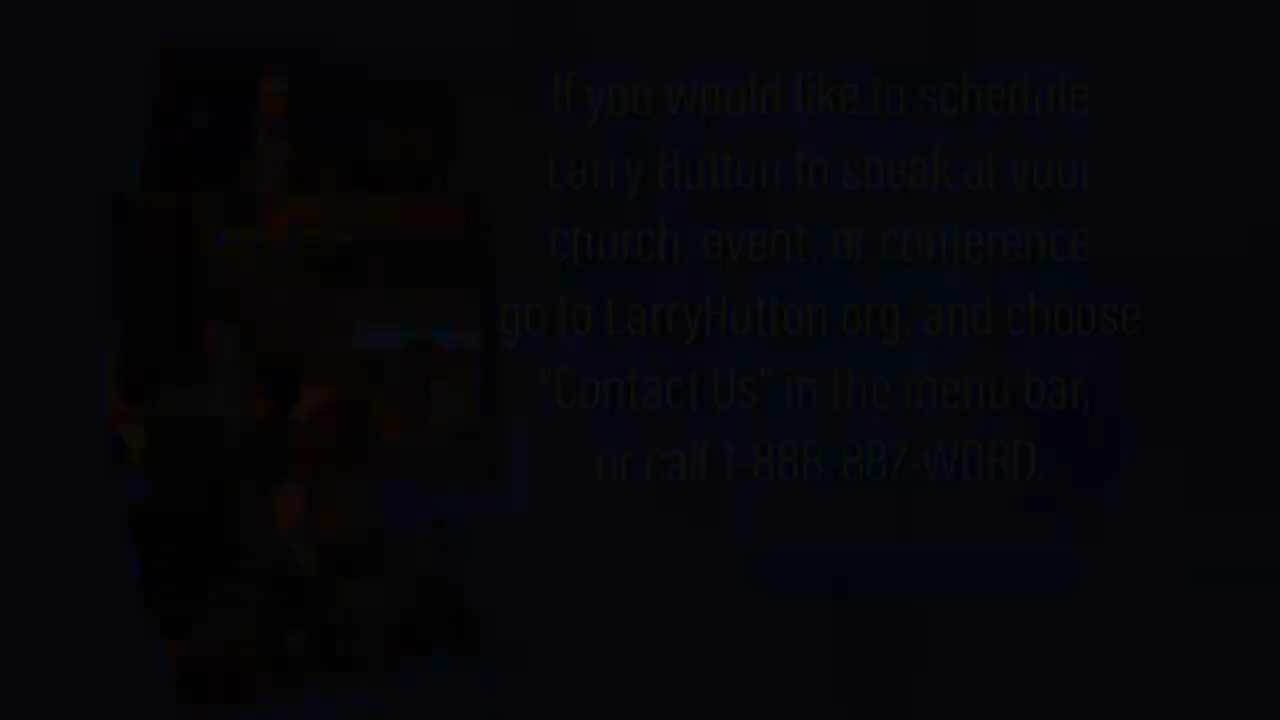 If you would like to schedule
Larry Hutton to speak at your
church, event, or conference
go to LarryHutton.org, and choose
"Contact Us" in the menu bar,
or call 1-888-887-WORD.